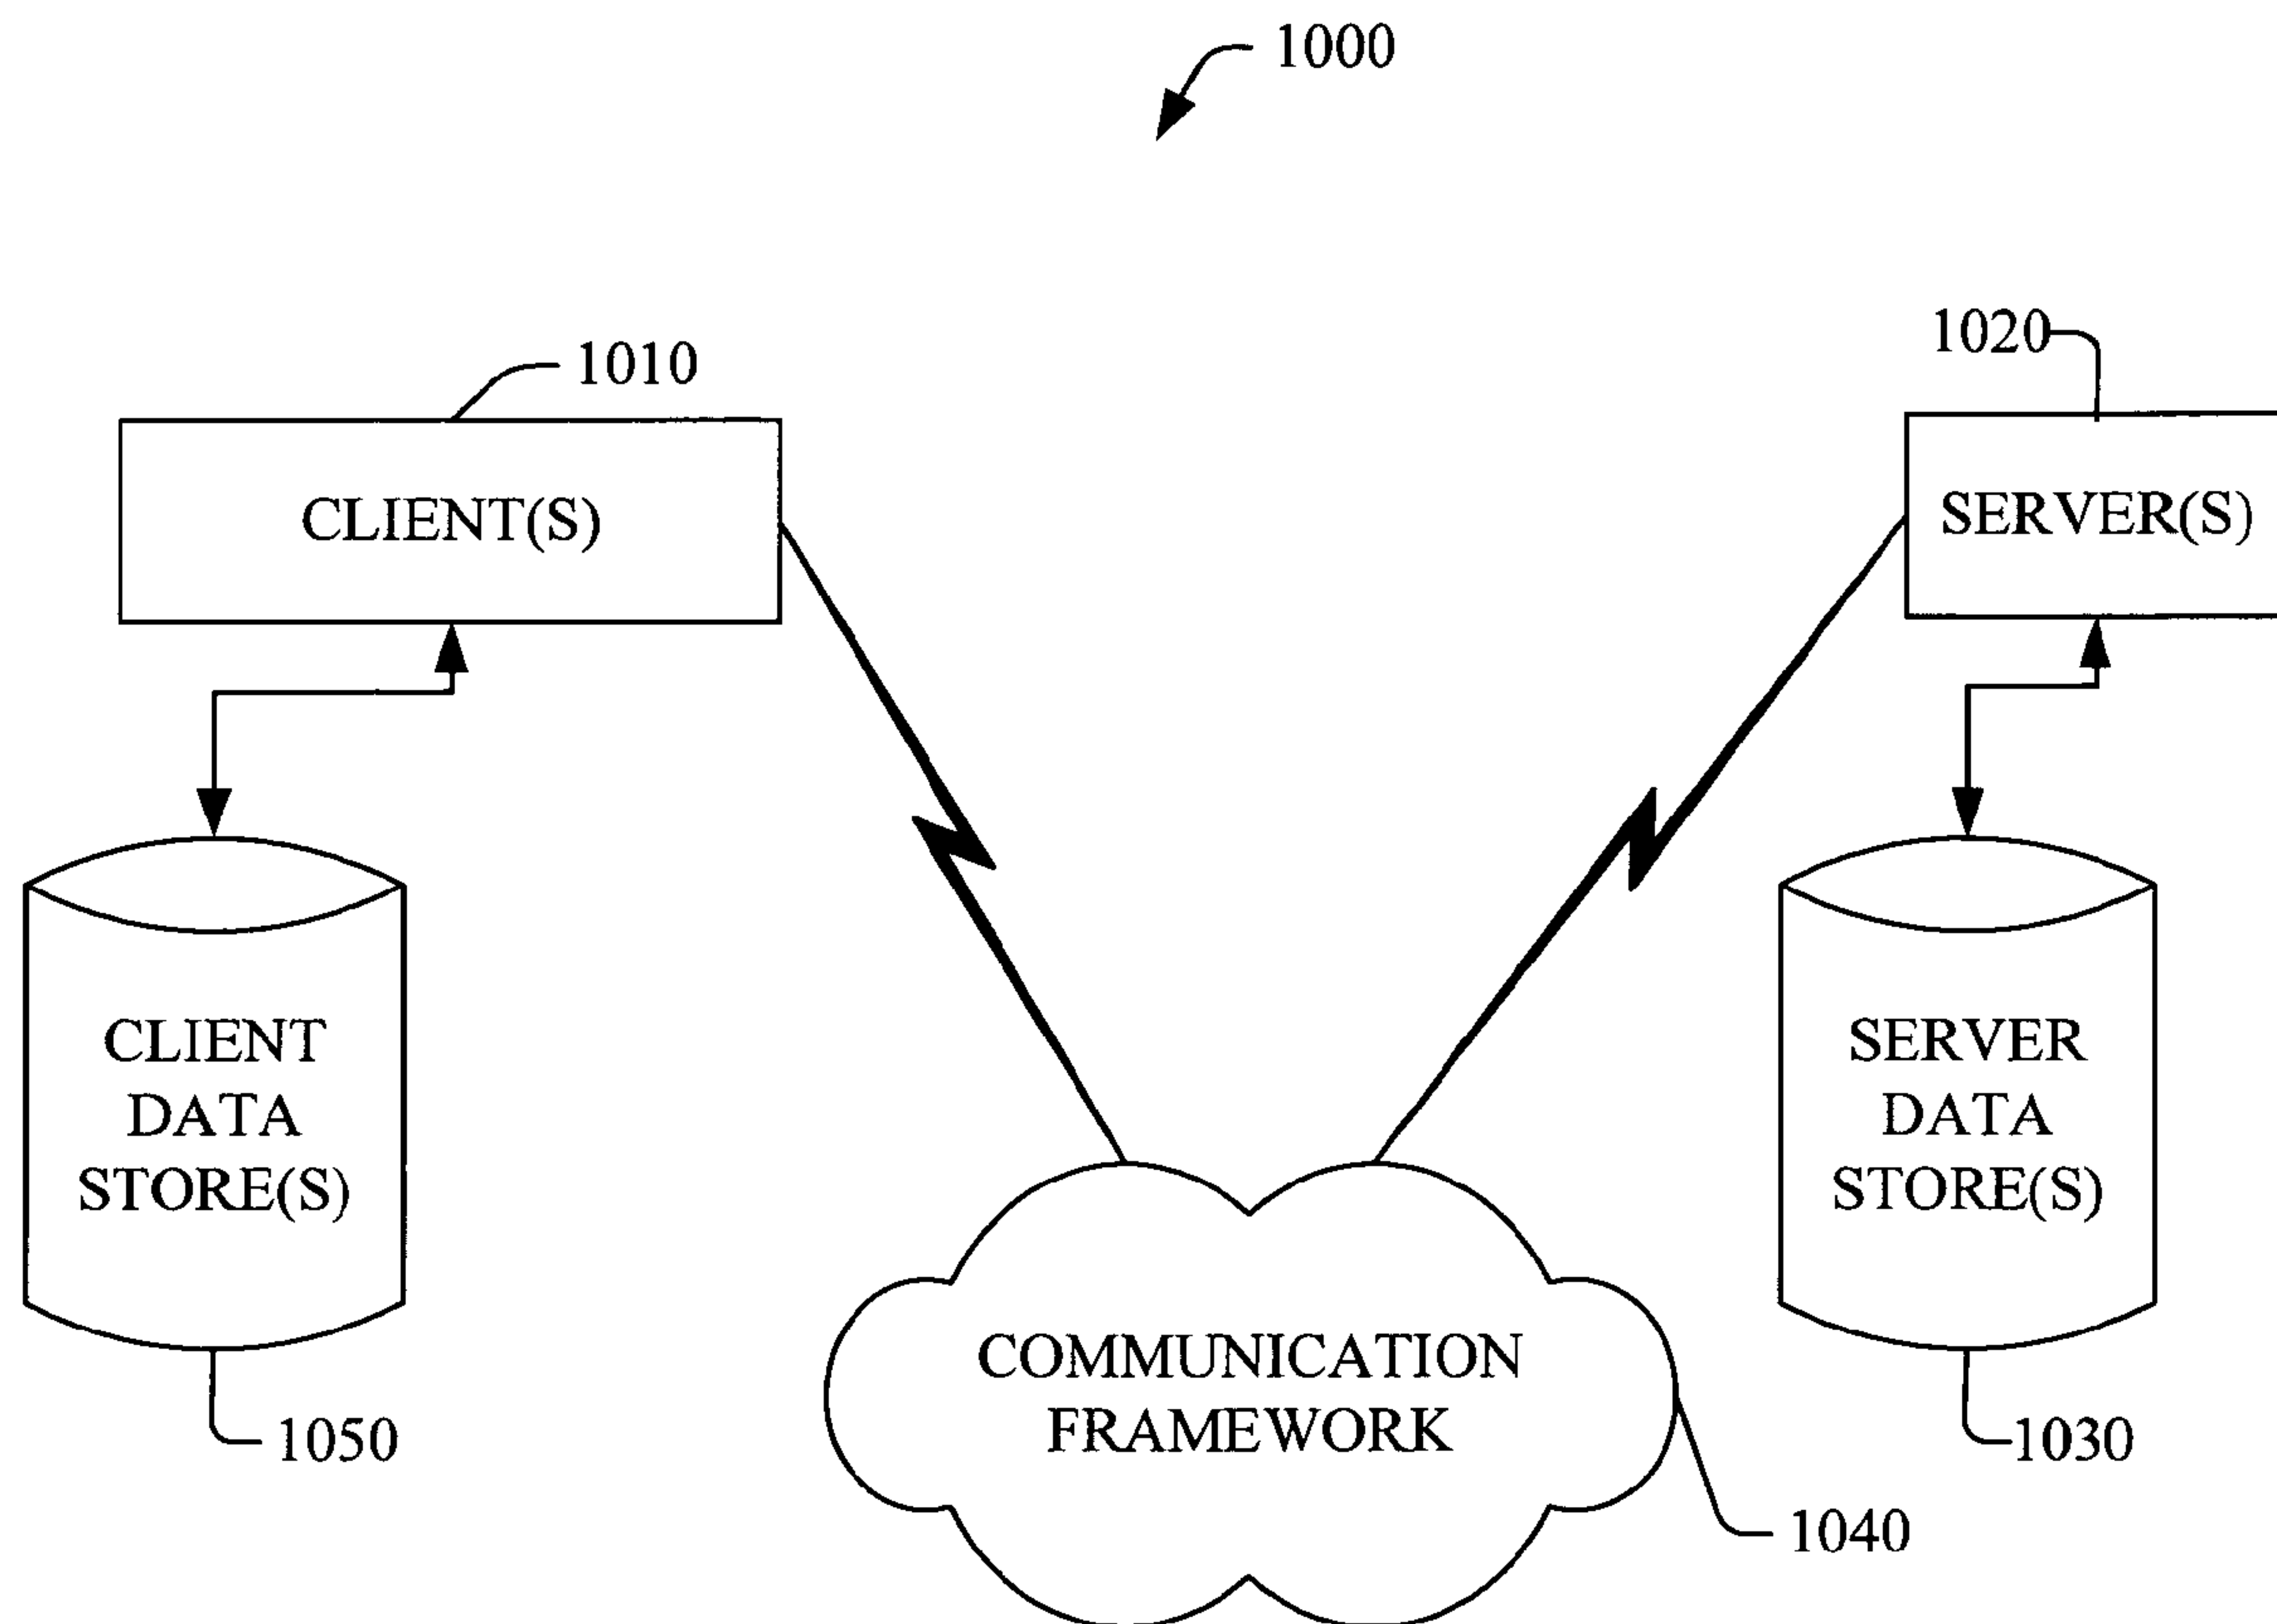 1000
1010
1020
CLIENT(S)
SERVER(S)
CLIENT
DATA
STORE(S)
SERVER
DATA
STORE(S)
COMMUNICATION
FRAMEWORK
1050
1030
1040